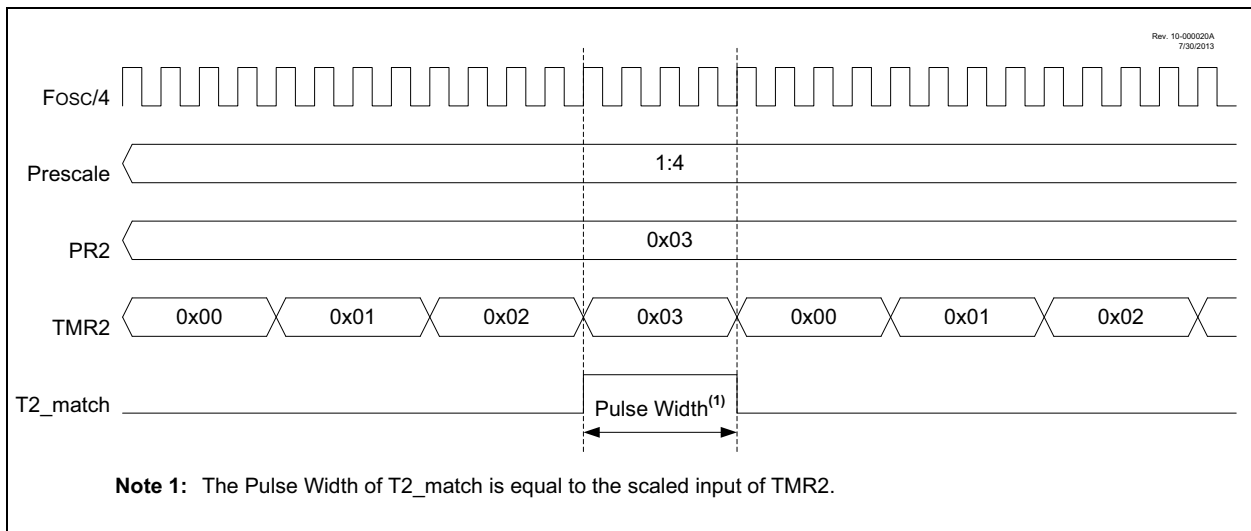 Rev. 10-000020A
7/30/2013
FOSC/4
Prescale
1:4
PR2
0x03
TMR2
0x00
0x01
0x02
0x03
0x00
0x01
0x02
T2_match
Pulse Width(1)
Note 1: The Pulse Width of T2_match is equal to the scaled input of TMR2.